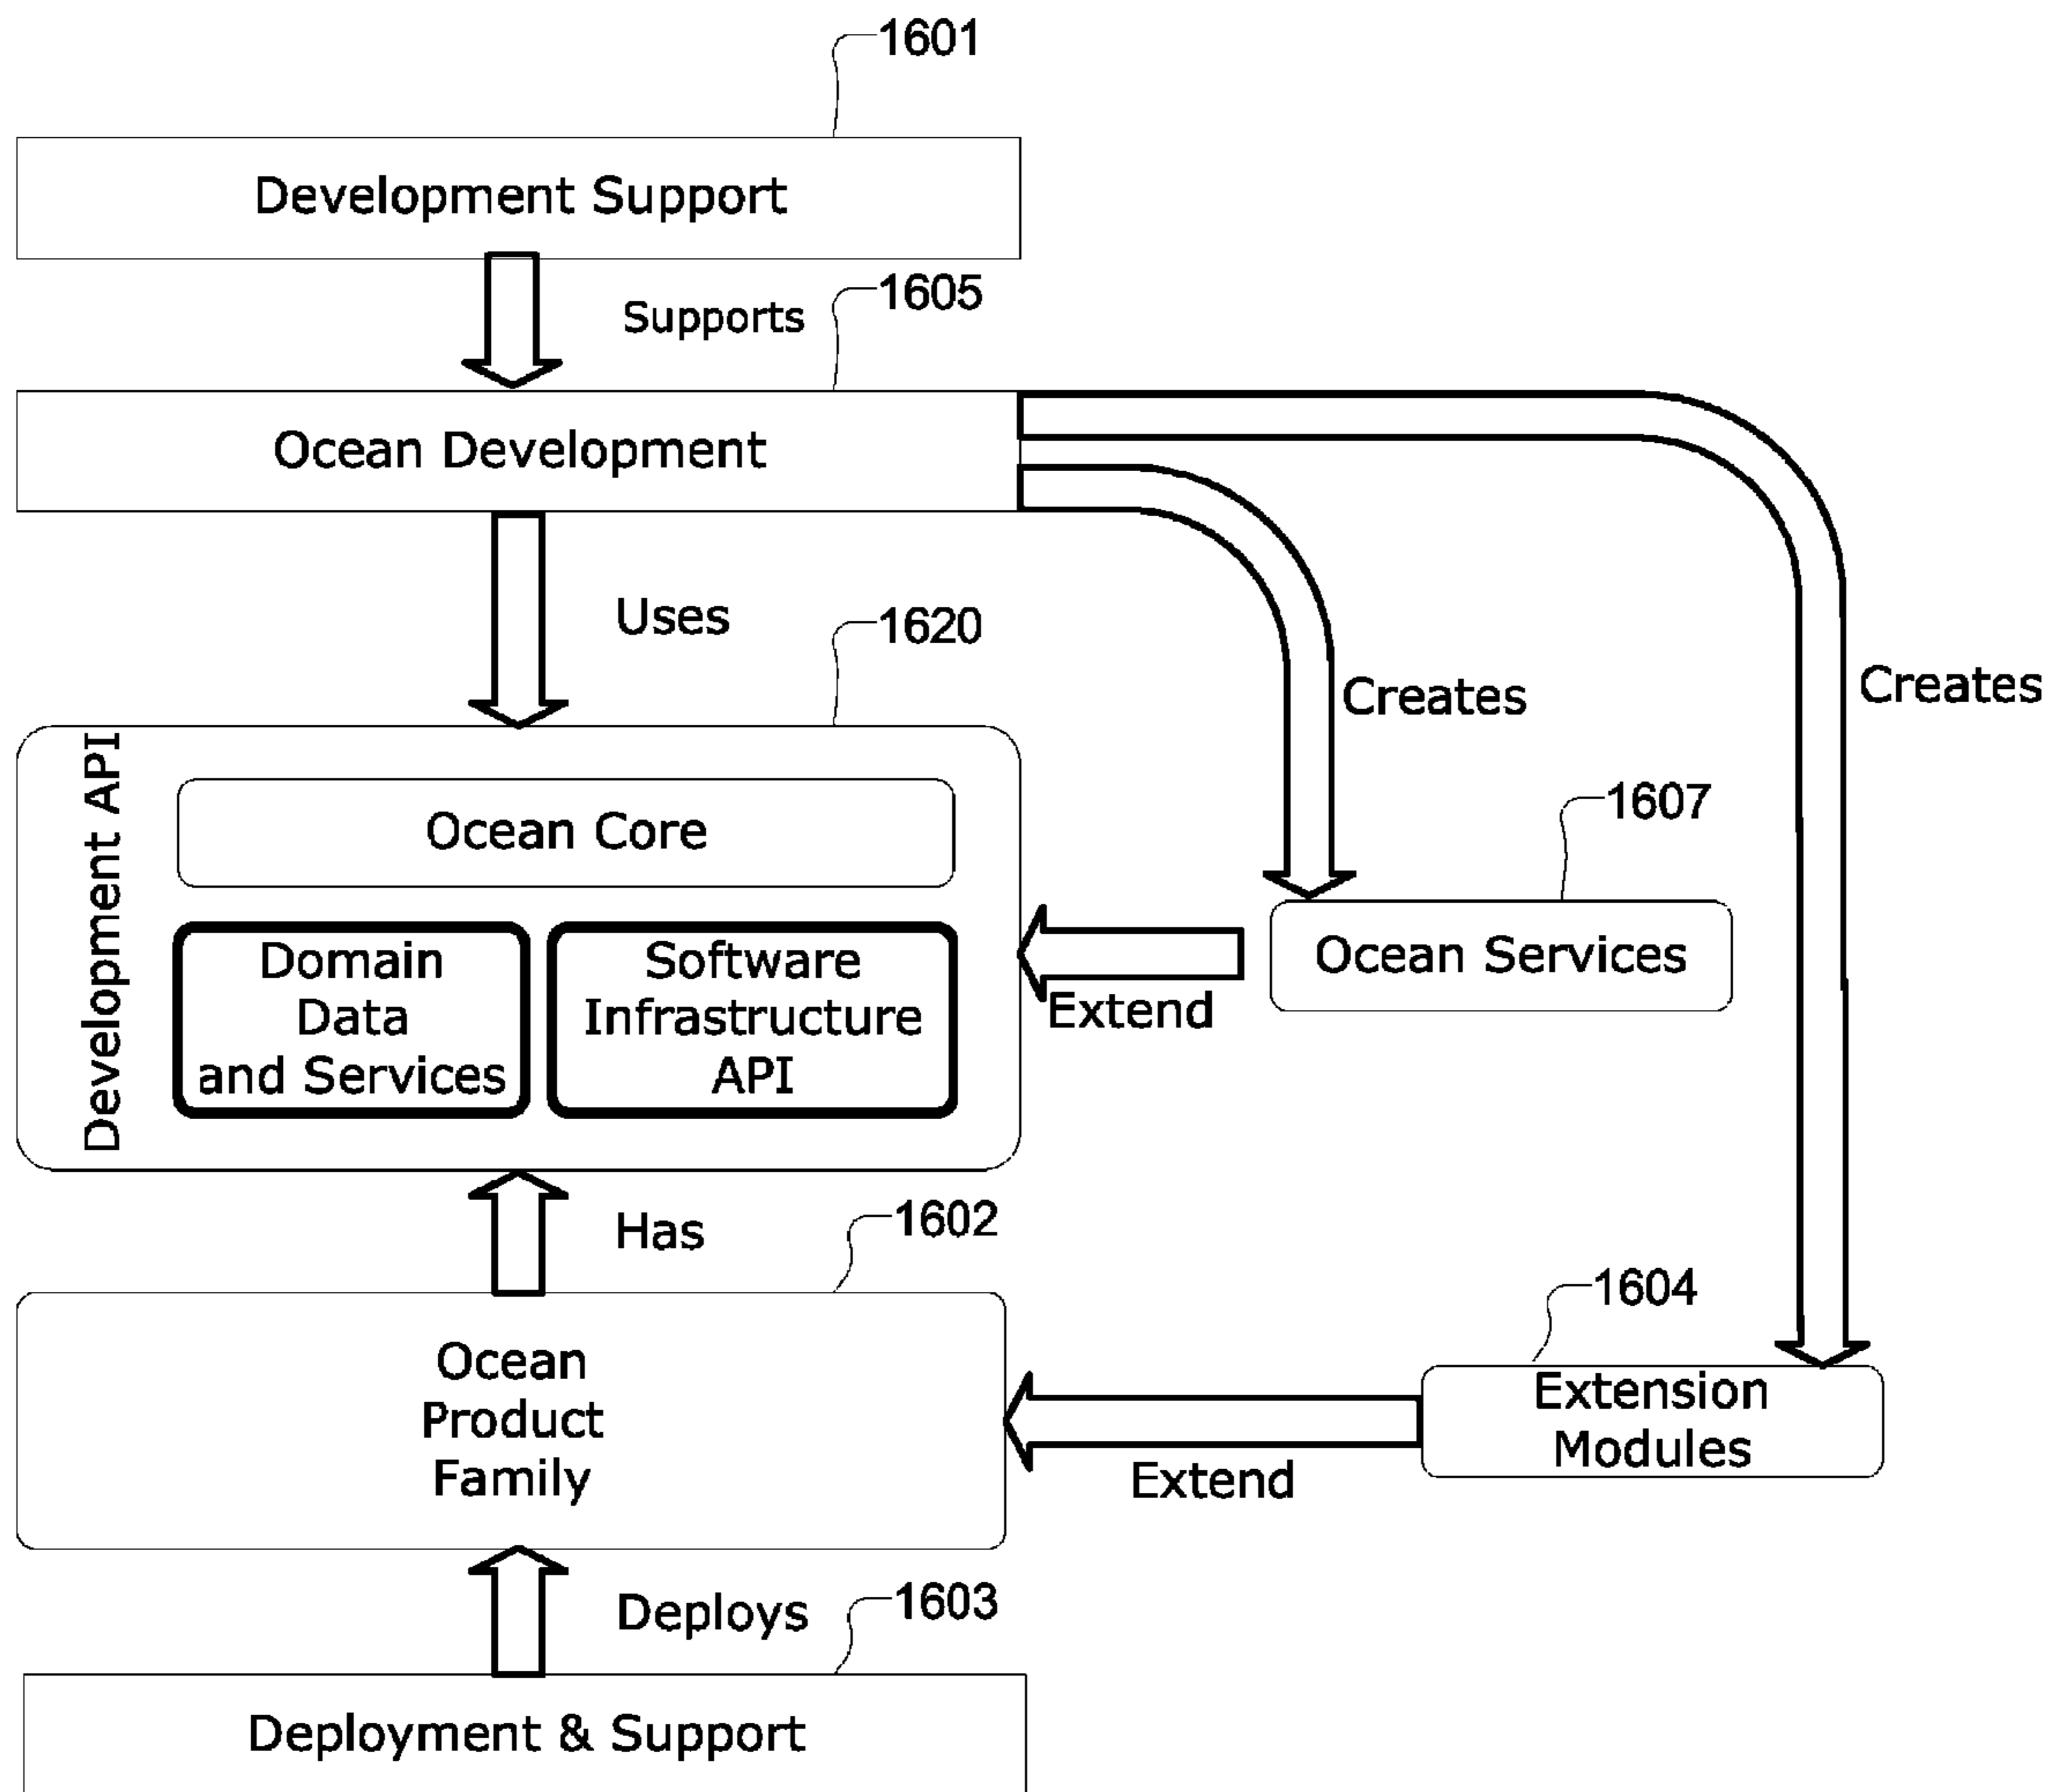 1601
Development Support
Supports
1605
Ocean Development
Uses
1620
Creates
Creates
Development API
Ocean Core
1607
Domain
Data
and Services
Software
Infrastructure
API
Ocean Services
Extend
Has
1602
1604
Ocean
Product
Family
Extension
Modules
Extend
Deploys
1603
Deployment & Support